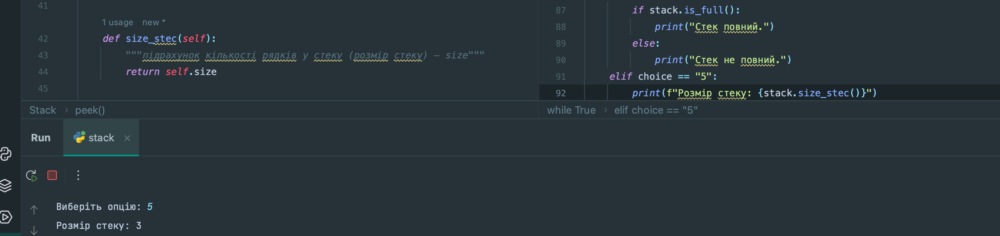 41
1 usage new *
42 def size_stec(self):
43 """підрахунок кількості рядків у стеку (розмір стеку) – size"""
44 return self.size
45
Stack › peek()
87 if stack.is_full():
88 print("Стек повний.")
89 else:
90 print("Стек не повний.")
91 elif choice == "5":
92 print(f"Розмір стеку: {stack.size_stec()}")
while True › elif choice == "5"
Run stack
Виберіть опцію: 5
Розмір стеку: 3